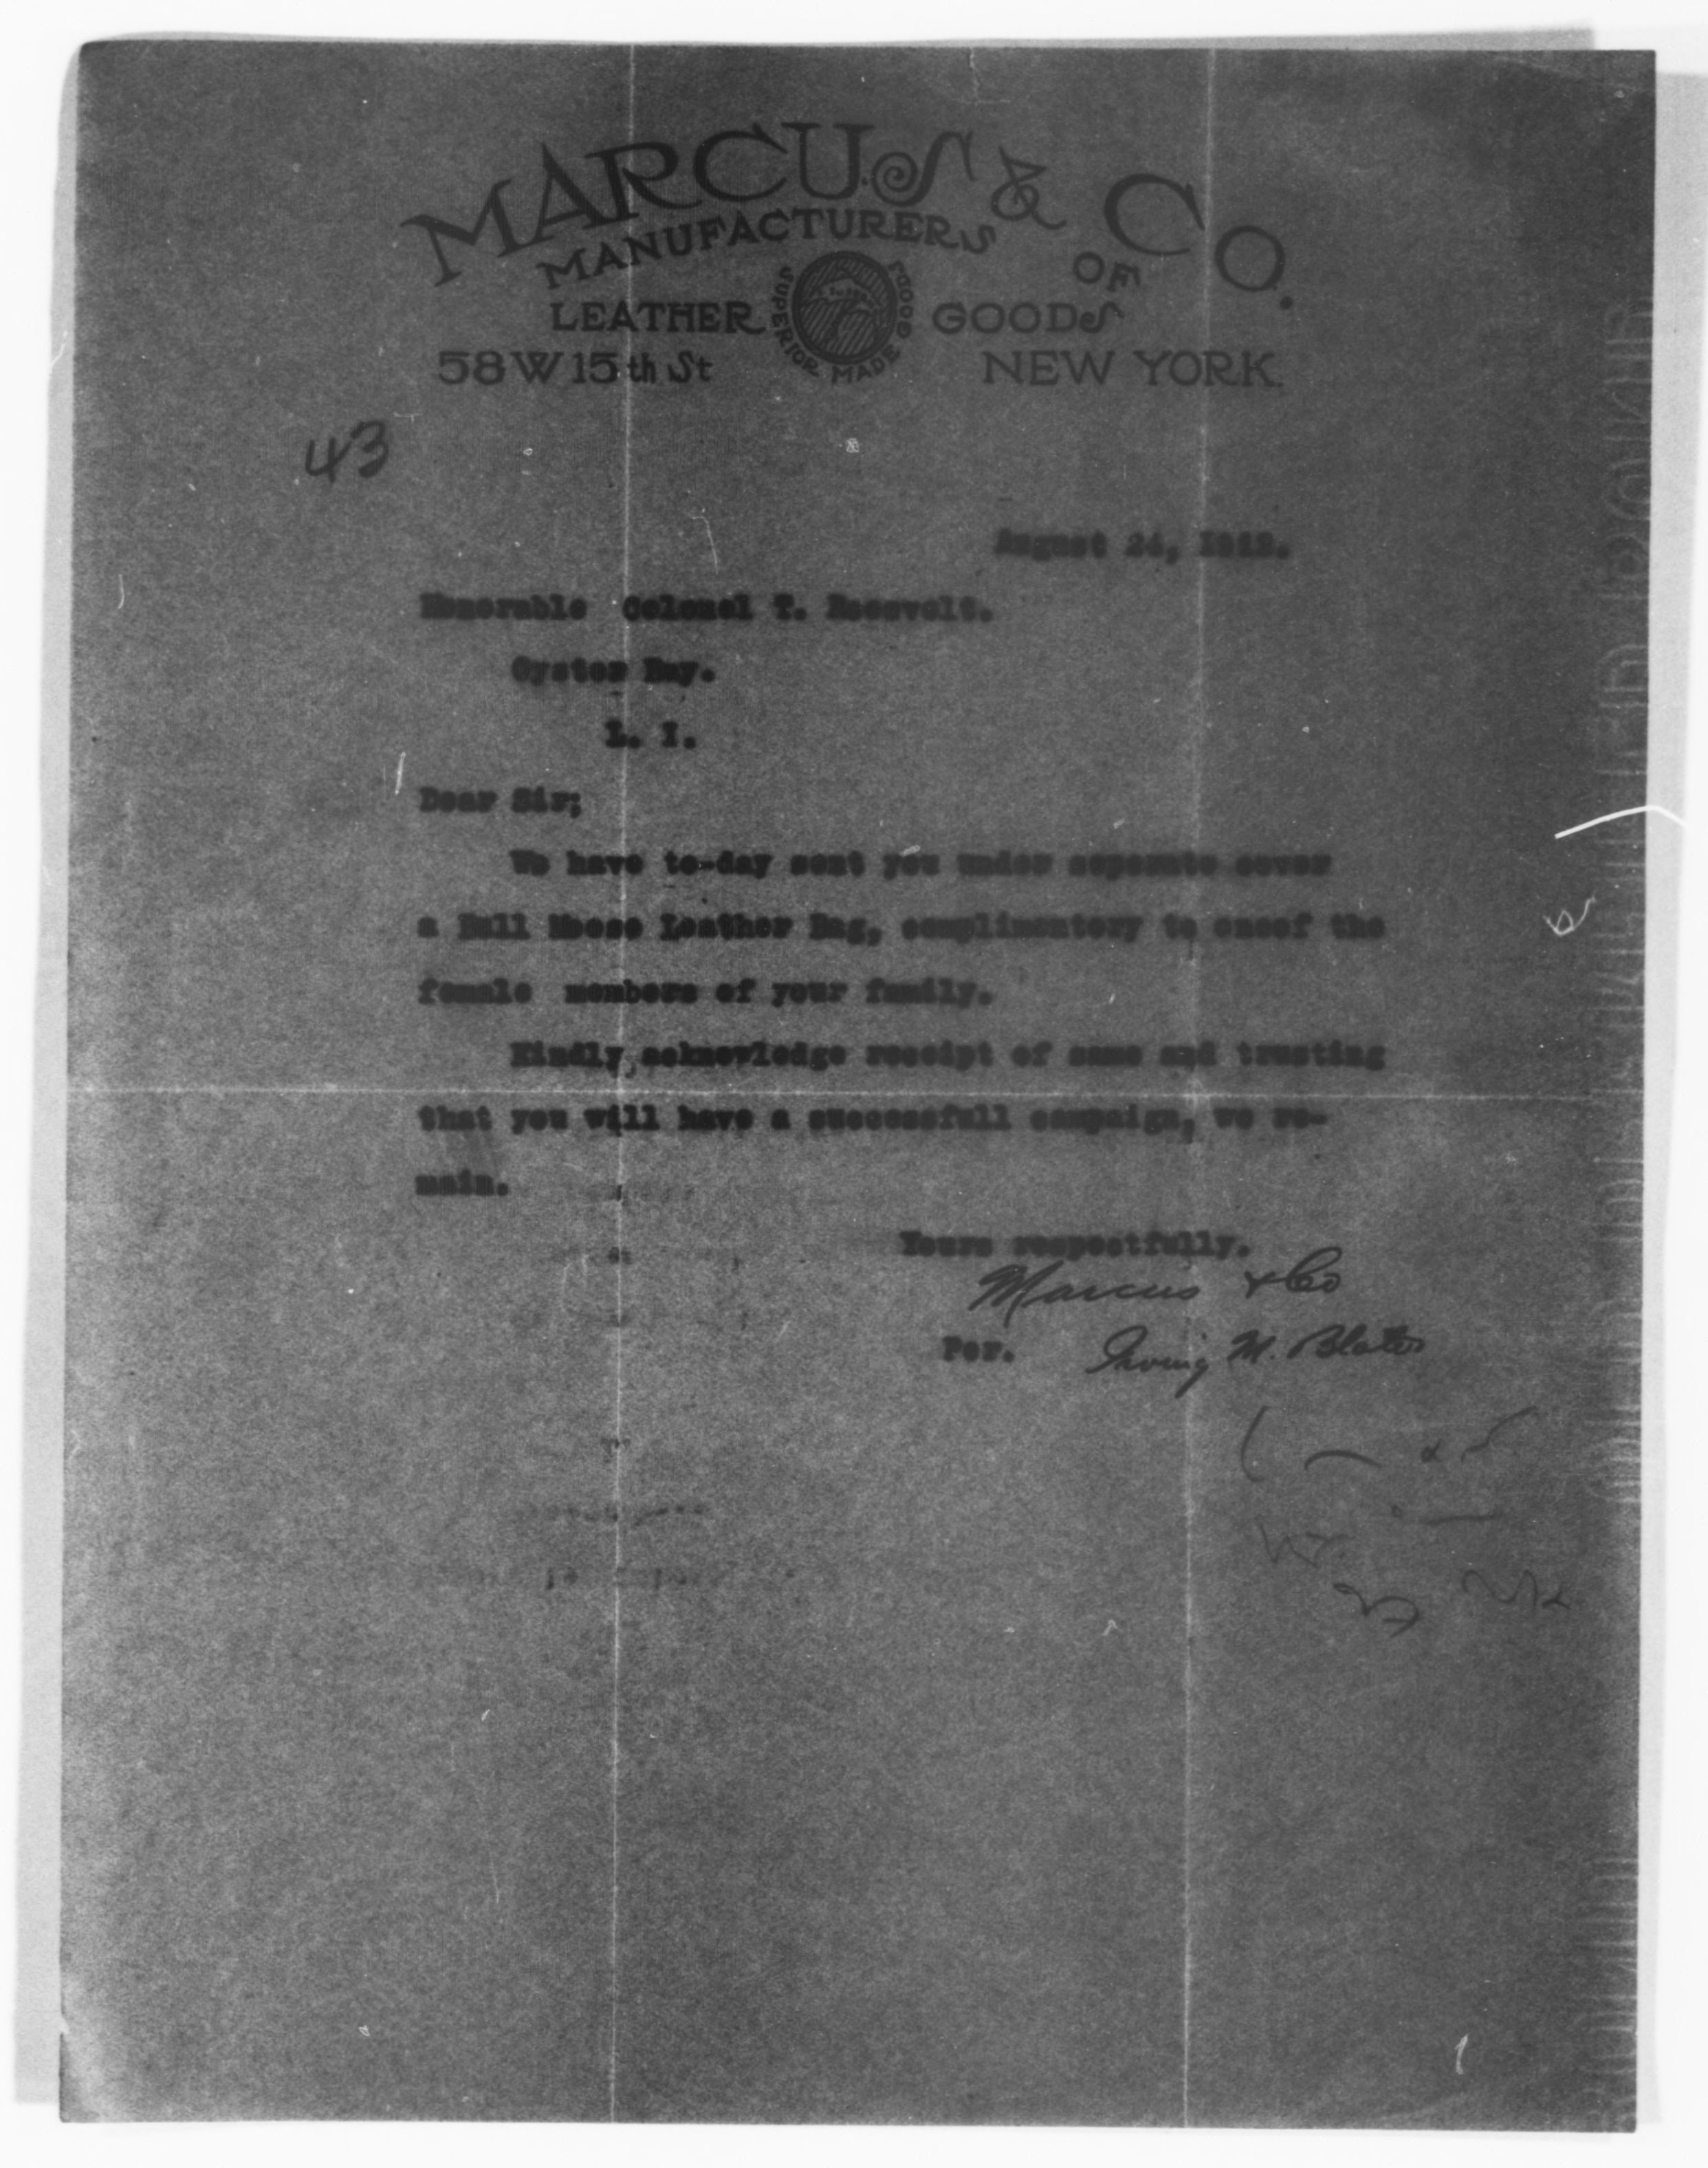 MARCUS & CO.
MANUFACTURERS OF
LEATHER GOODS
SUPERIOR MADE GOODS
58 W 15th St NEW YORK.
43
August 24, 1912.
Honorable Colonel T. Roosvelt.
Oyster Bay.
L. I.
Dear Sir;
We have to-day sent you under seperate cover
a Bull Moose Leather Bag, complimentory to oneof the
female members of your family.
Kindly acknowledge receipt of same and trusting
that you will have a successfull campaign, we re-
main.
Yours respectfully.
Marcus & Co
Per. Irving M.